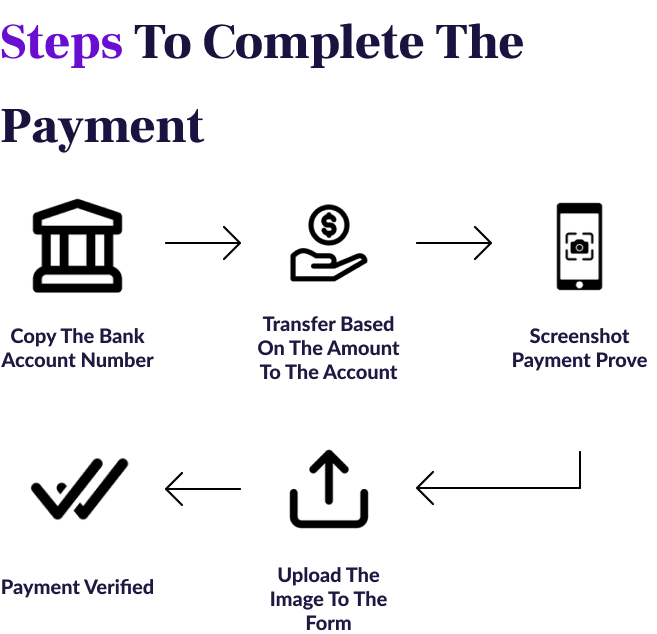 Steps To Complete The
Payment
Copy The Bank
Account Number
Transfer Based
On The Amount
To The Account
Screenshot
Payment Prove
Upload The
Image To The
Form
Payment Verified